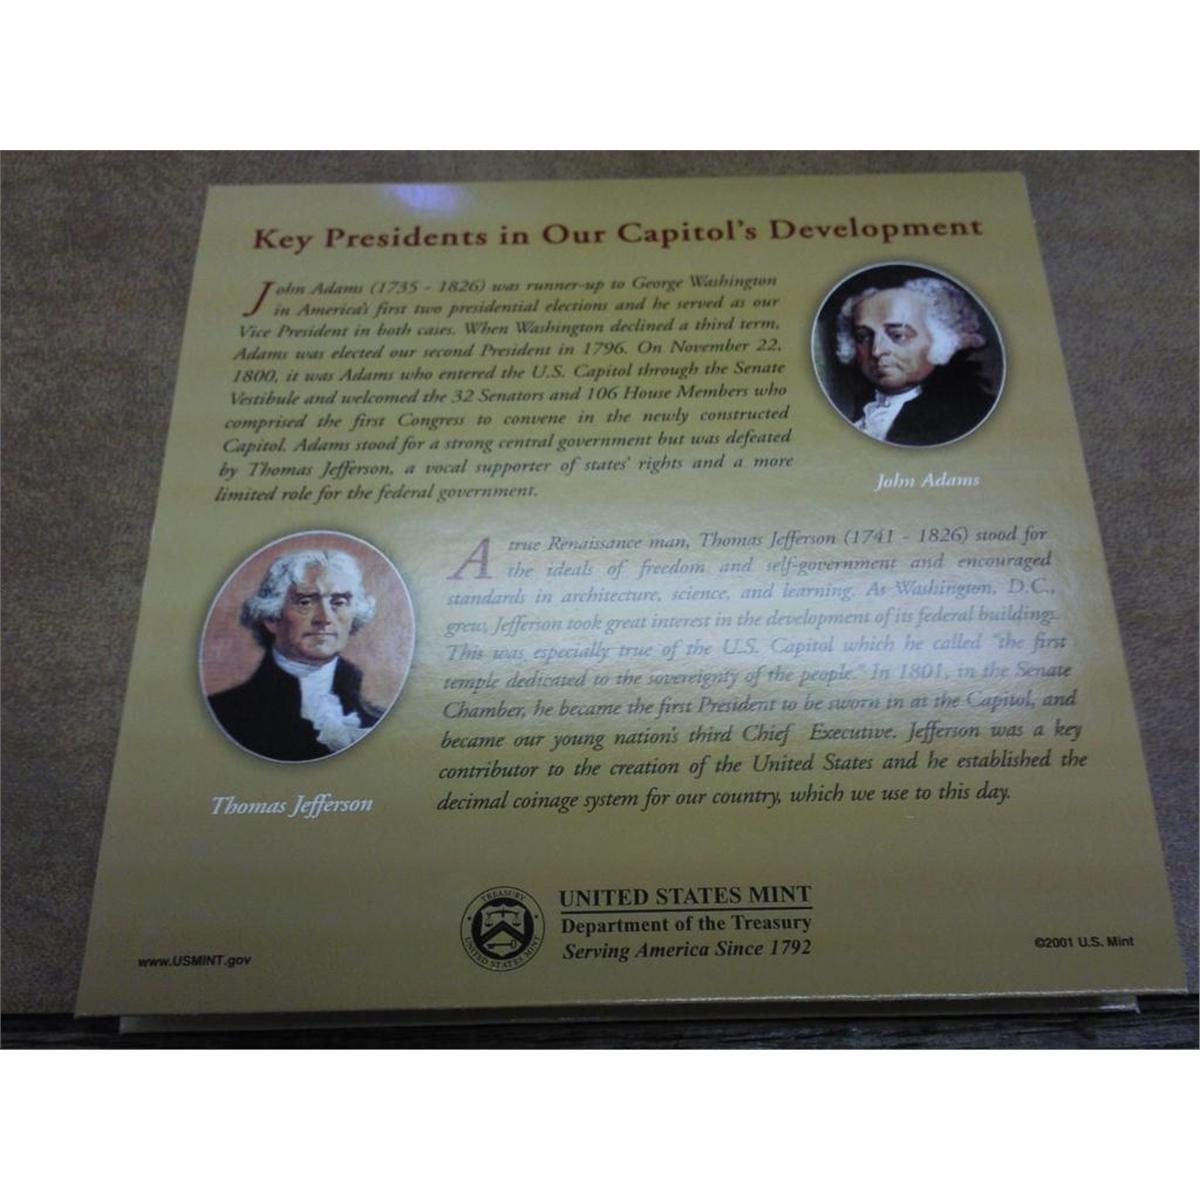 Key Presidents in Our Capitol's Development
John Adams (1735 - 1826) was runner-up to George Washington
in America's first two presidential elections and he served as our
Vice President in both cases. When Washington declined a third term,
Adams was elected our second President in 1796. On November 22,
1800, it was Adams who entered the U.S. Capitol through the Senate
Vestibule and welcomed the 32 Senators and 106 House Members who
comprised the first Congress to convene in the newly constructed
Capitol. Adams stood for a strong central government but was defeated
by Thomas Jefferson, a vocal supporter of states' rights and a more
limited role for the federal government.
John Adams
A true Renaissance man, Thomas Jefferson (1741 - 1826) stood for
the ideals of freedom and self-government and encouraged
standards in architecture, science, and learning. As Washington, D.C.,
grew, Jefferson took great interest in the development of its federal buildings.
This was especially true of the U.S. Capitol which he called "the first
temple dedicated to the sovereignty of the people." In 1801, in the Senate
Chamber, he became the first President to be sworn in at the Capitol, and
became our young nation's third Chief Executive. Jefferson was a key
contributor to the creation of the United States and he established the
decimal coinage system for our country, which we use to this day.
Thomas Jefferson
TREASURY
UNITED STATES MINT
UNITED STATES MINT
Department of the Treasury
Serving America Since 1792
www.USMINT.gov
©2001 U.S. Mint